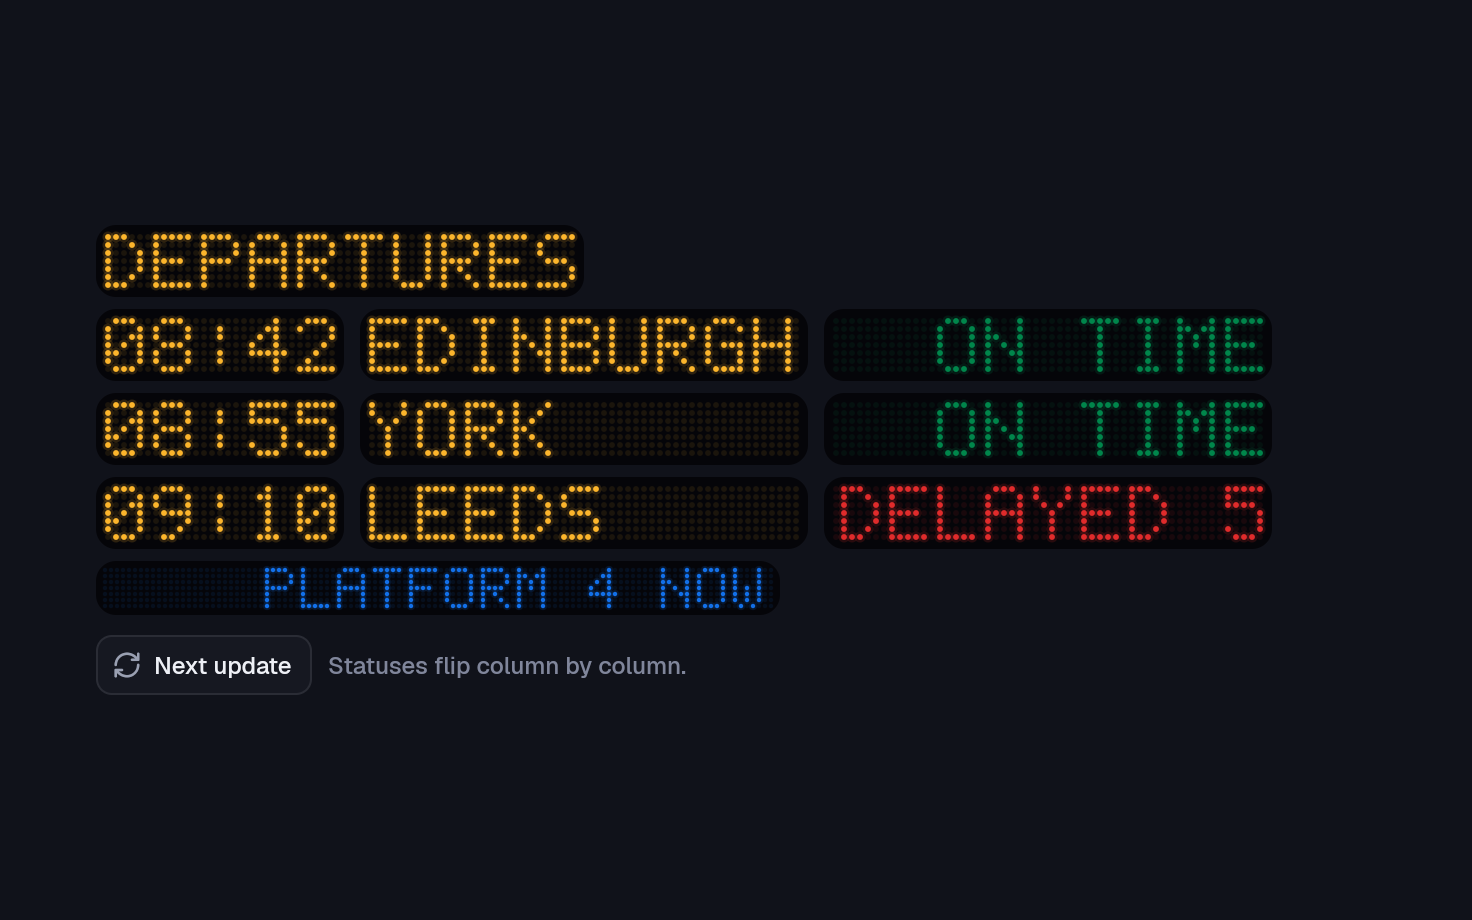 DEPARTURES
08:42 EDINBURGH ON TIME
08:55 YORK ON TIME
09:10 LEEDS DELAYED 5
PLATFORM 4 NOW
Next update Statuses flip column by column.